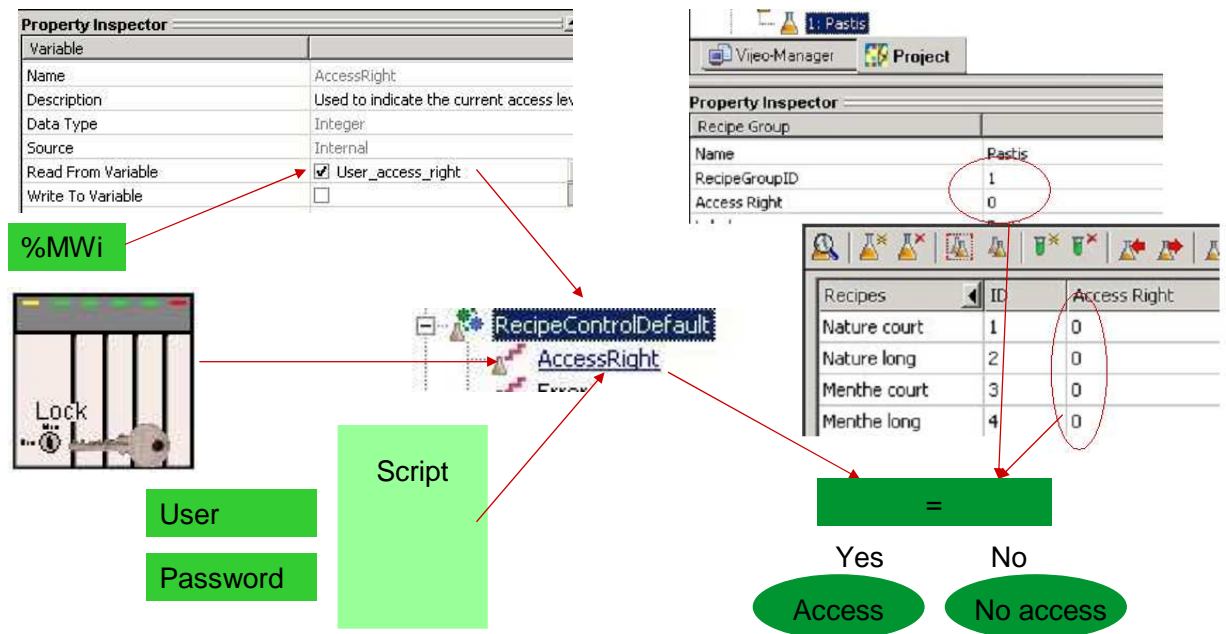 Property Inspector
Variable
Name AccessRight
Description Used to indicate the current access lev
Data Type Integer
Source Internal
Read From Variable User_access_right
Write To Variable
%MWi
Lock
User
Password
Script
RecipeControlDefault
AccessRight
Error
1: Pastis
Vijeo-Manager Project
Property Inspector
Recipe Group
Name Pastis
RecipeGroupID 1
Access Right 0
Recipes ID Access Right
Nature court 1 0
Nature long 2 0
Menthe court 3 0
Menthe long 4 0
=
Yes No
Access No access